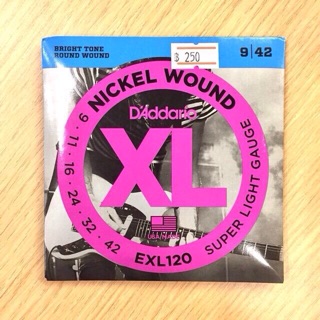 BRIGHT TONE
ROUND WOUND
฿ 250
9/42
NICKEL WOUND
D'Addario
XL
9 · 11 · 16 · 24 · 32 · 42
EXL120
SUPER LIGHT GAUGE